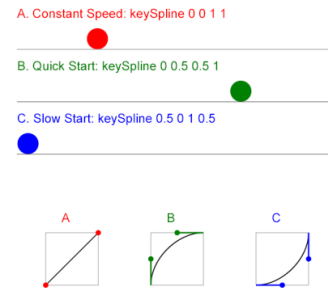 A. Constant Speed: keySpline 0 0 1 1
B. Quick Start: keySpline 0 0.5 0.5 1
C. Slow Start: keySpline 0.5 0 1 0.5
A B C